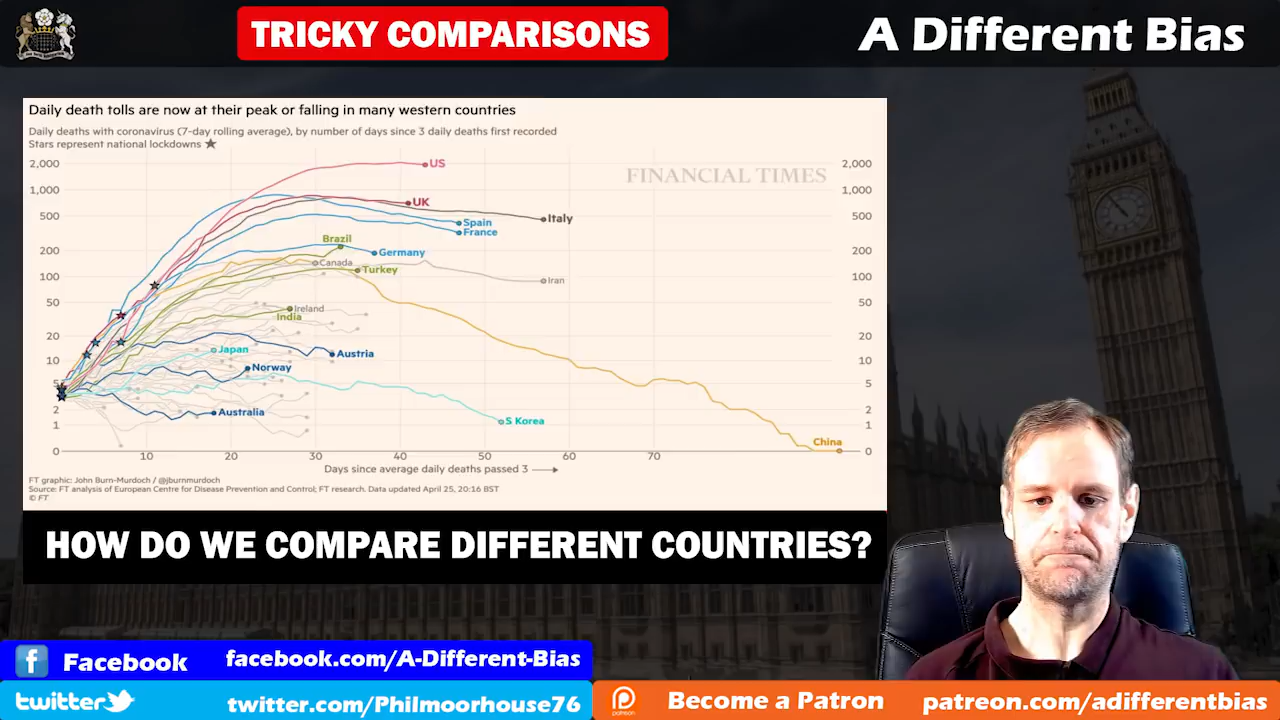 TRICKY COMPARISONS
A Different Bias
Daily death tolls are now at their peak or falling in many western countries
Daily deaths with coronavirus (7-day rolling average), by number of days since 3 daily deaths first recorded
Stars represent national lockdowns ★
FINANCIAL TIMES
2,000
1,000
500
200
100
50
20
10
5
2
1
0
US
UK
Italy
Spain
France
Brazil
Germany
Canada
Turkey
Iran
Ireland
India
Japan
Austria
Norway
Australia
S Korea
China
2,000
1,000
500
200
100
50
20
10
5
2
1
0
10
20
30
40
50
60
70
Days since average daily deaths passed 3
FT graphic: John Burn-Murdoch / @jburnmurdoch
Source: FT analysis of European Centre for Disease Prevention and Control; FT research. Data updated April 25, 20:16 BST
© FT
HOW DO WE COMPARE DIFFERENT COUNTRIES?
f Facebook
facebook.com/A-Different-Bias
twitter
twitter.com/Philmoorhouse76
Become a Patron
patreon.com/adifferentbias